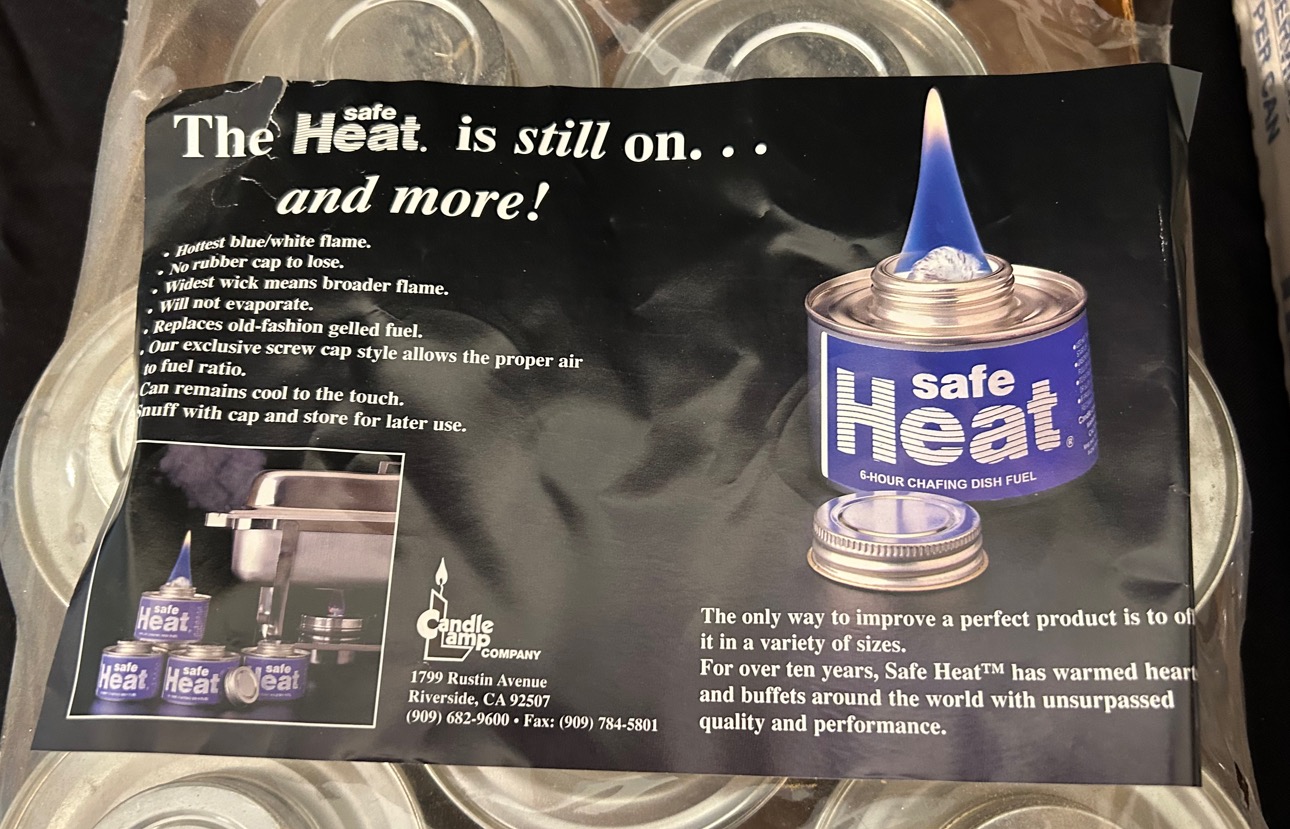 The safe Heat. is still on. . .
and more!
. Hottest blue/white flame.
. No rubber cap to lose.
. Widest wick means broader flame.
. Will not evaporate.
. Replaces old-fashion gelled fuel.
. Our exclusive screw cap style allows the proper air
to fuel ratio.
Can remains cool to the touch.
Snuff with cap and store for later use.
safe
Heat®
6-HOUR CHAFING DISH FUEL
safe
Heat
safe
Heat
safe
Heat
safe
Heat
Candle
Lamp
COMPANY
1799 Rustin Avenue
Riverside, CA 92507
(909) 682-9600 • Fax: (909) 784-5801
The only way to improve a perfect product is to of
it in a variety of sizes.
For over ten years, Safe Heat™ has warmed heart
and buffets around the world with unsurpassed
quality and performance.
PER CAN